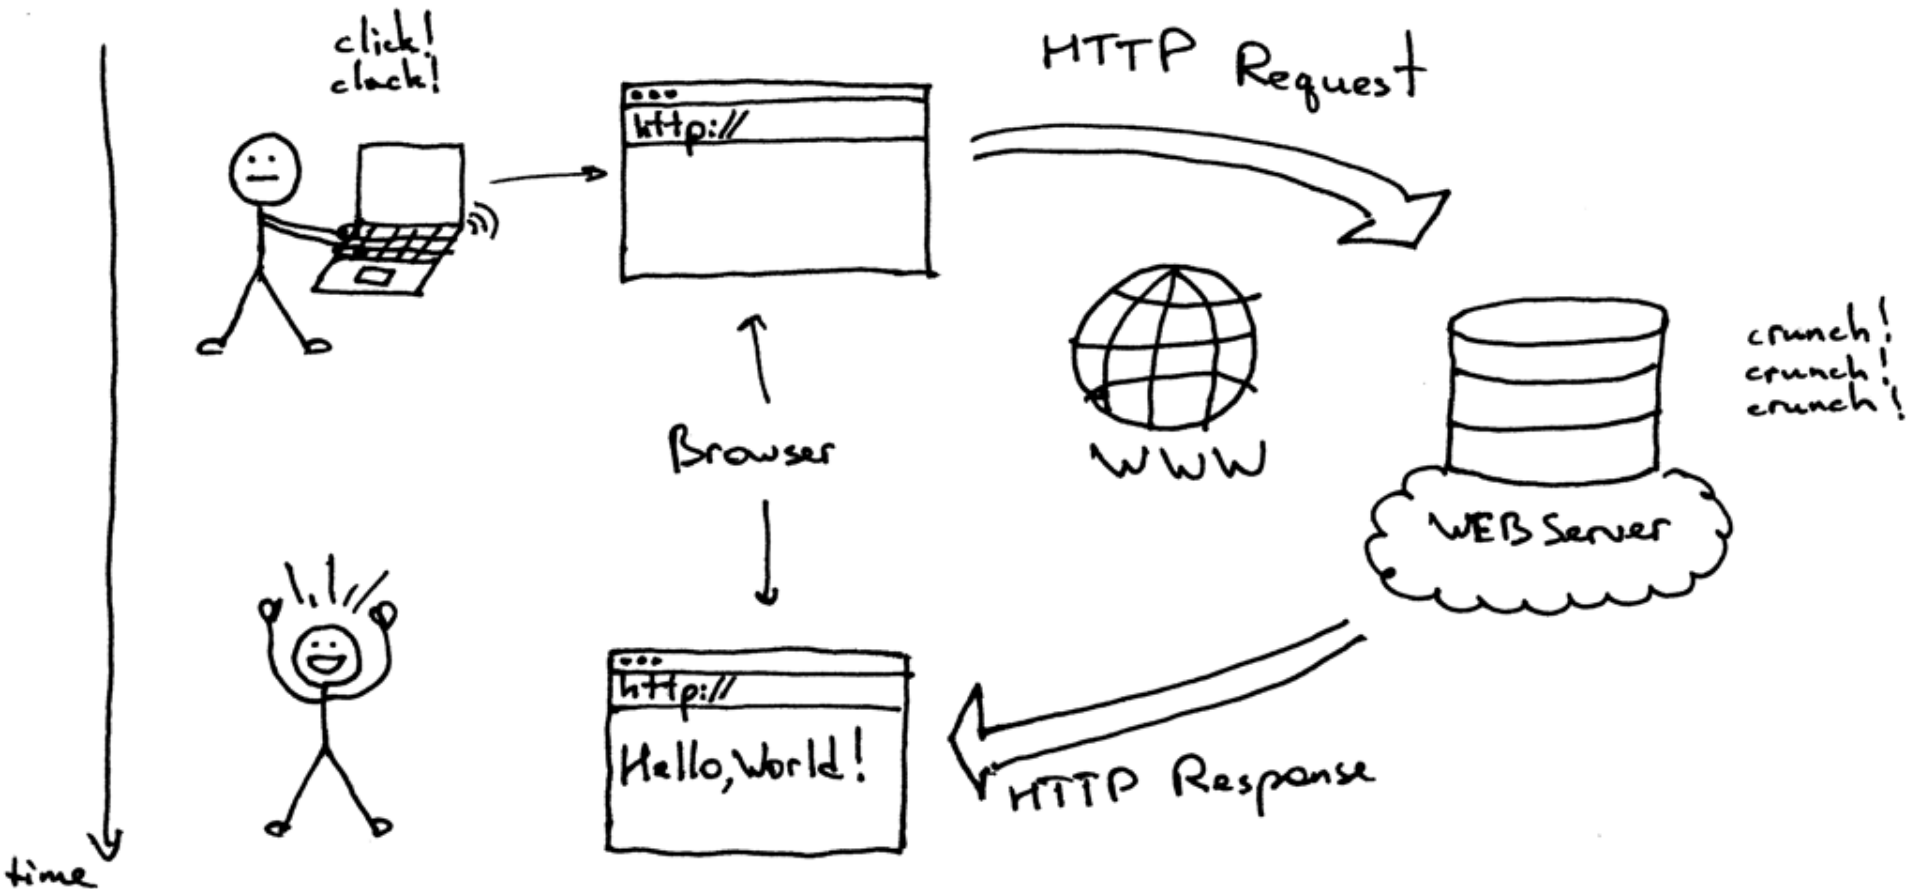 click!
clack!
HTTP Request
http://
crunch!
crunch!
crunch!
Browser
WWW
WEB Server
http://
Hello, World!
HTTP Response
time